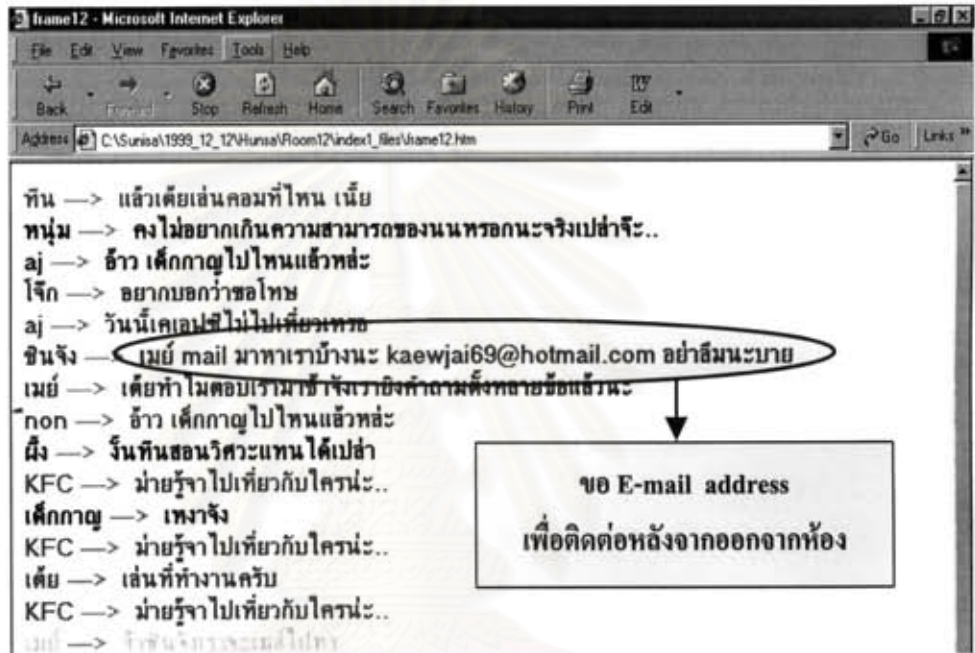 frame12 - Microsoft Internet Explorer
File Edit View Favorites Tools Help
Back Forward Stop Refresh Home Search Favorites History Print Edit
Address C:\Sunisa\1999_12_12\Hunsa\Room12\index1_files\frame12.htm Go Links »
ทีน —> แล้วเต้ยเล่นคอมที่ไหน เนี้ย
หนุ่ม —> คงไม่อยากเกินความสามารถของนนหรอกนะจริงเปล่าจ๊ะ..
aj —> อ้าว เด็กกาญไปไหนแล้วหล่ะ
โจ๊ก —> อยากบอกว่าขอโทษ
aj —> วันนี้เคเอปซีไม่ไปเที่ยวเหรอ
ชินจัง —> เมย์ mail มาหาเราบ้างนะ kaewjai69@hotmail.com อย่าลืมนะบาย
เมย์ —> เต้ยทำไมตอบเรามาช้าจังเรายิงคำถามตั้งหลายข้อแล้วนะ
non —> อ้าว เด็กกาญไปไหนแล้วหล่ะ
ผึ้ง —> งั้นทีนสอนวิศวะแทนได้เปล่า
KFC —> ม่ายรู้จาไปเที่ยวกับใครน่ะ..
เด็กกาญ —> เหงาจัง
KFC —> ม่ายรู้จาไปเที่ยวกับใครน่ะ..
เต้ย —> เล่นที่ทำงานครับ
KFC —> ม่ายรู้จาไปเที่ยวกับใครน่ะ..
เมย์ —>
ขอ E-mail address
เพื่อติดต่อหลังจากออกจากห้อง